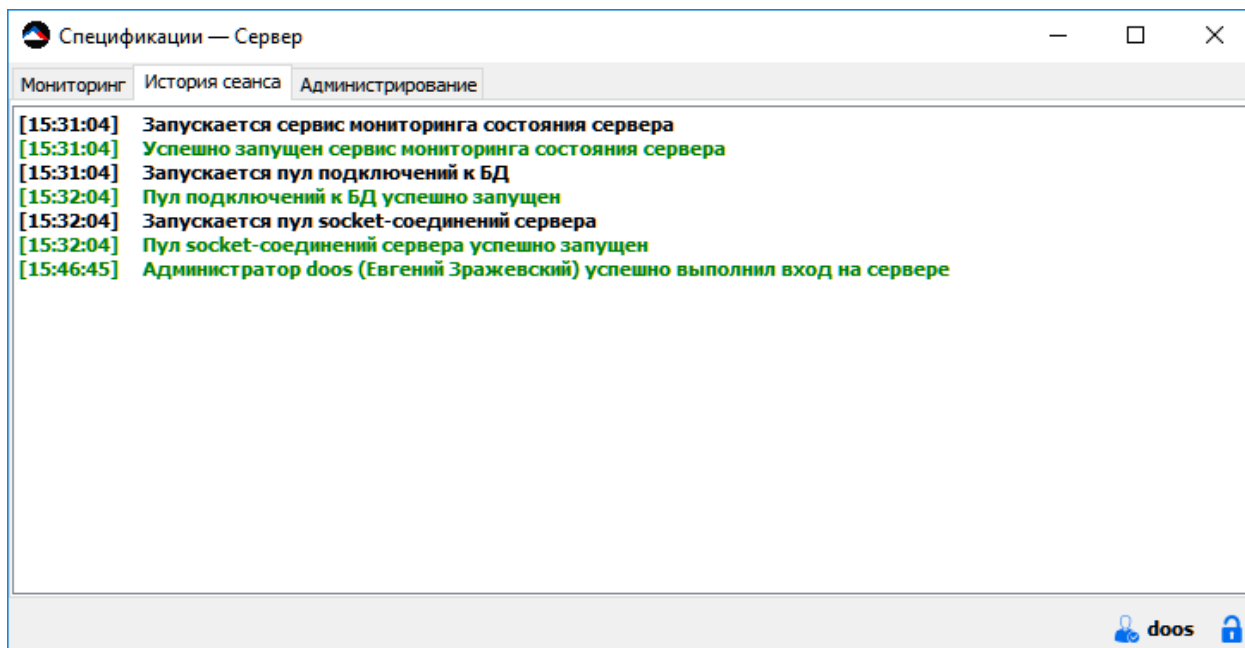 Спецификации — Сервер
Мониторинг История сеанса Администрирование
[15:31:04] Запускается сервис мониторинга состояния сервера
[15:31:04] Успешно запущен сервис мониторинга состояния сервера
[15:31:04] Запускается пул подключений к БД
[15:32:04] Пул подключений к БД успешно запущен
[15:32:04] Запускается пул socket-соединений сервера
[15:32:04] Пул socket-соединений сервера успешно запущен
[15:46:45] Администратор doos (Евгений Зражевский) успешно выполнил вход на сервере
doos